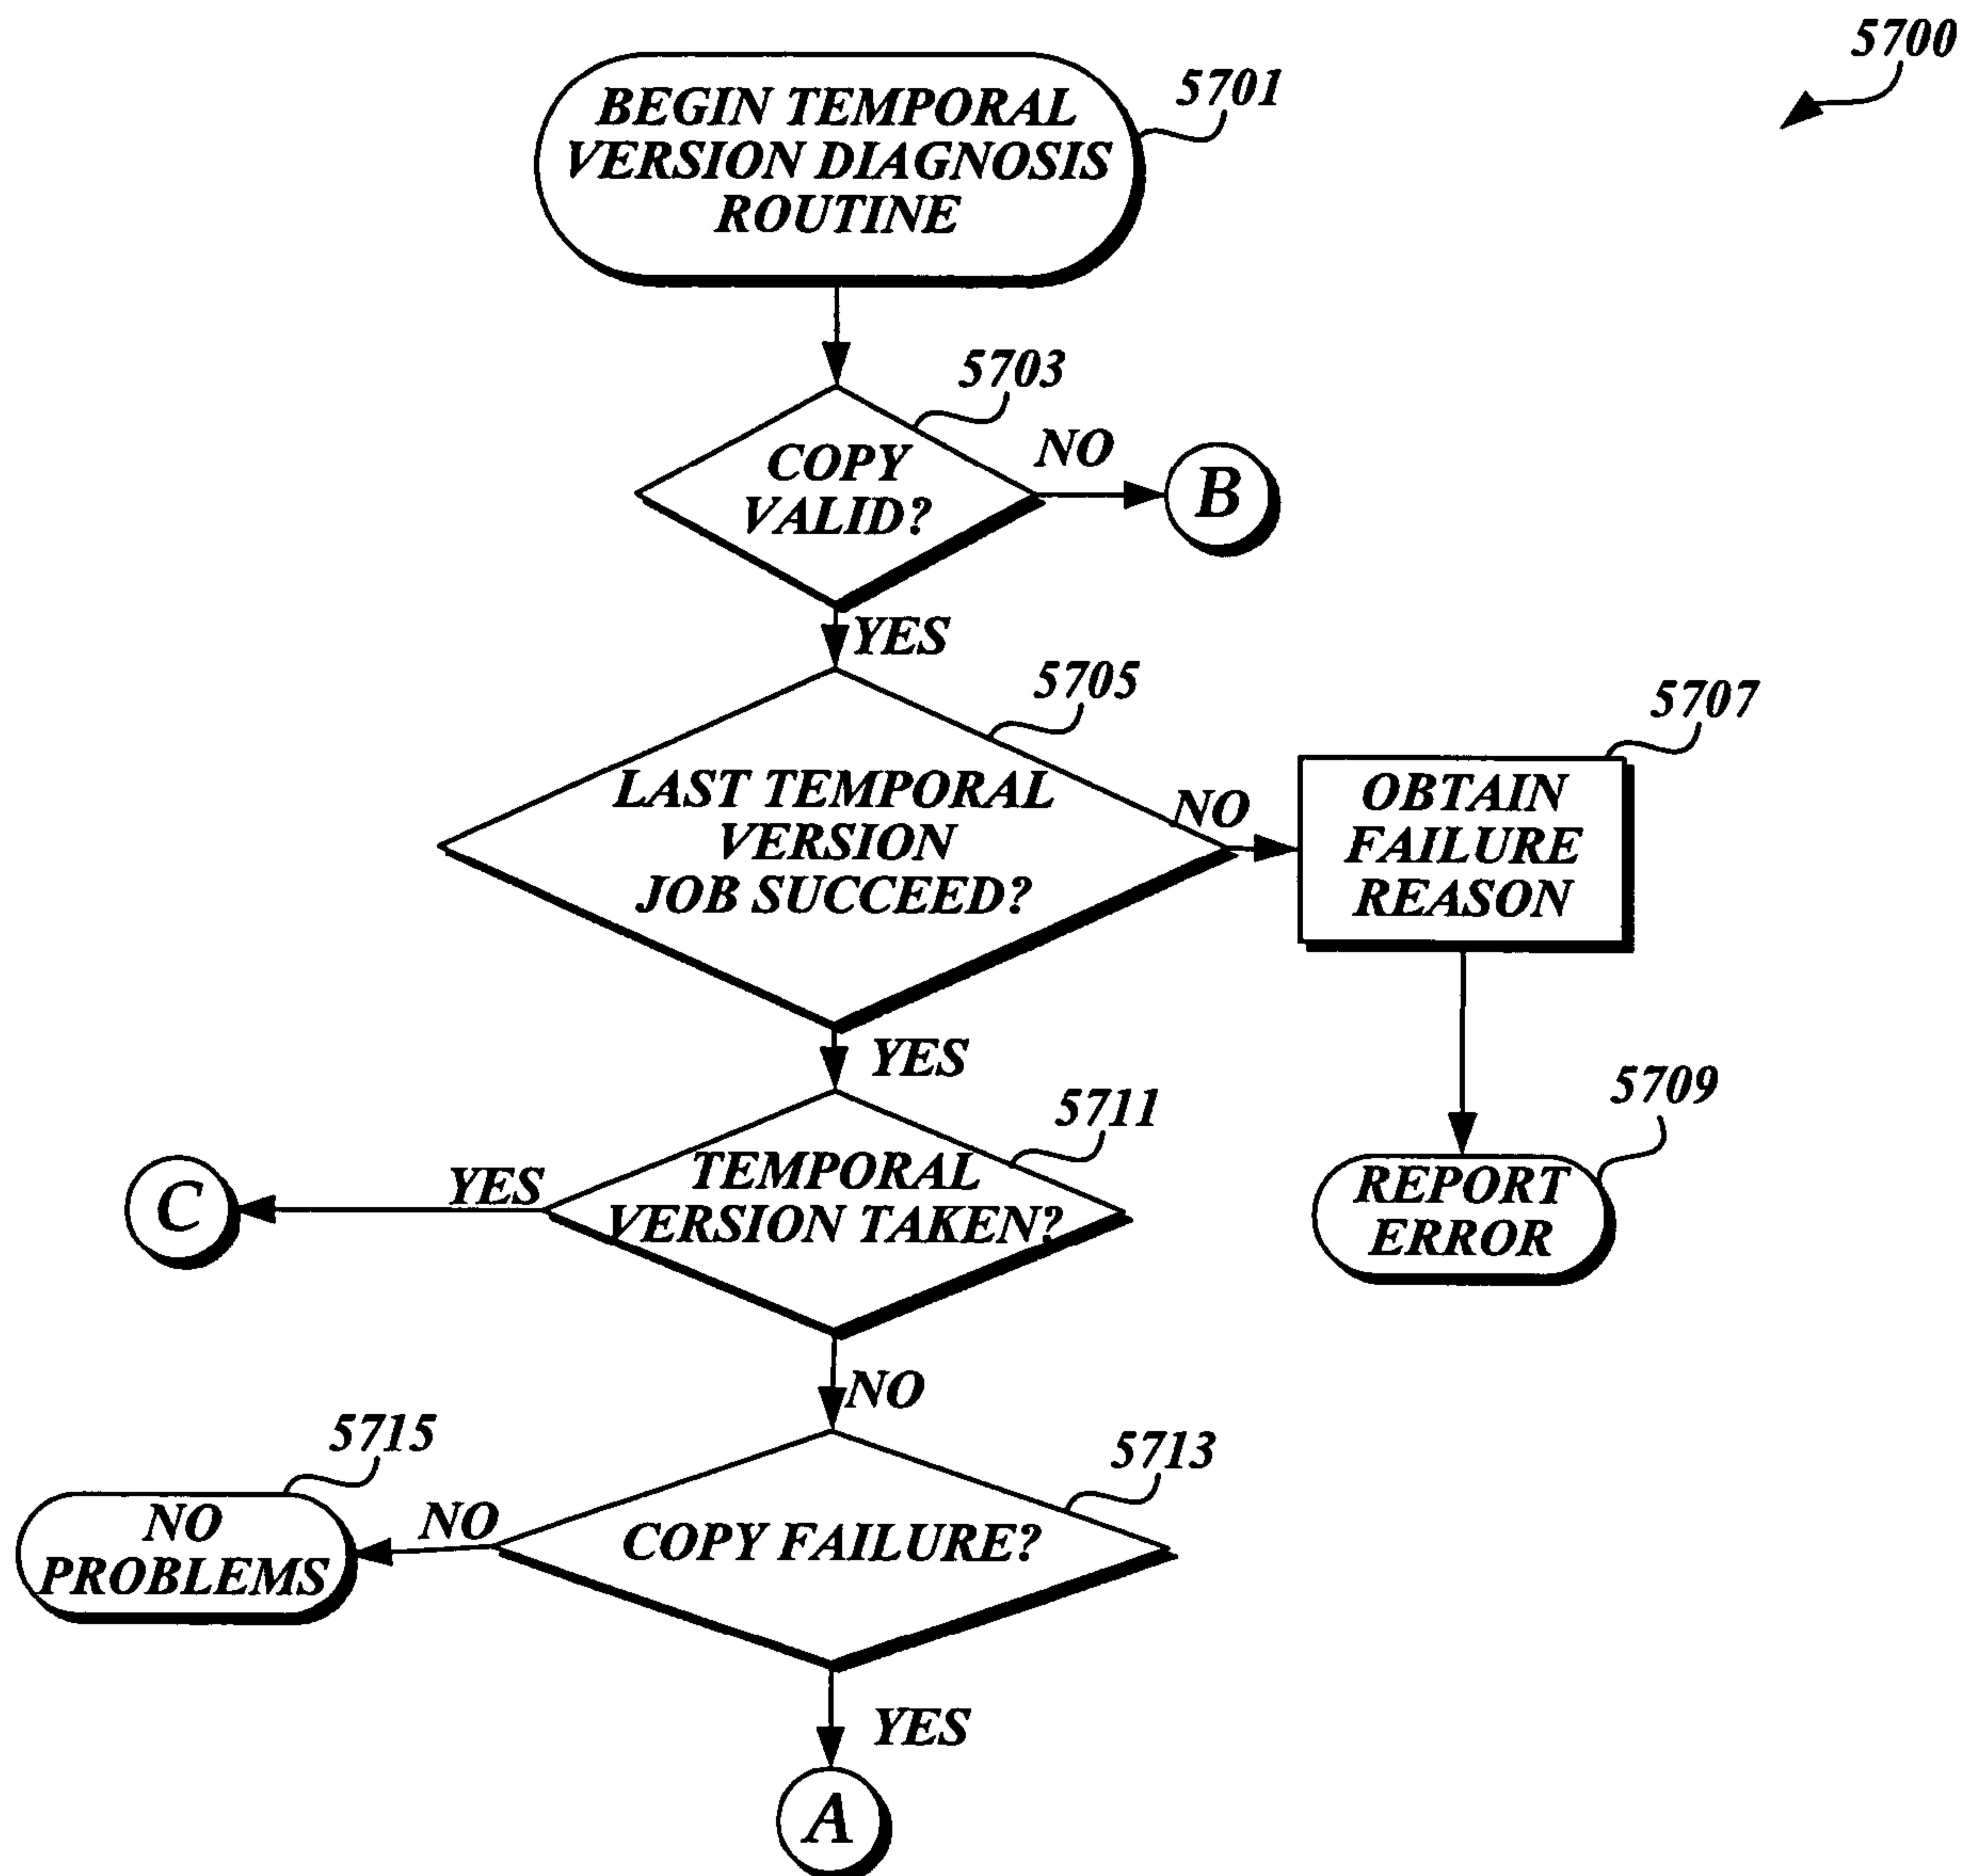 5700
BEGIN TEMPORAL
VERSION DIAGNOSIS
ROUTINE
5701
5703
COPY
VALID?
NO
B
YES
5705
LAST TEMPORAL
VERSION
JOB SUCCEED?
NO
5707
OBTAIN
FAILURE
REASON
YES
5709
REPORT
ERROR
5711
TEMPORAL
VERSION TAKEN?
YES
C
NO
5713
COPY FAILURE?
NO
5715
NO
PROBLEMS
YES
A